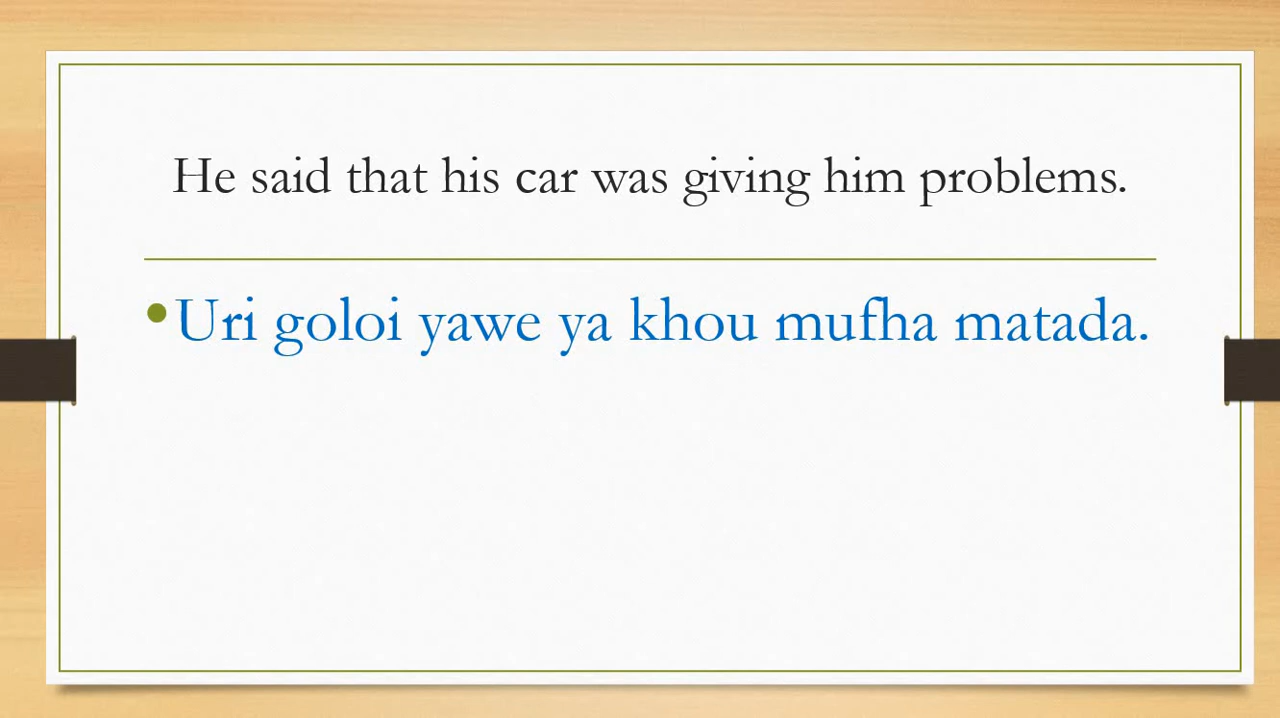 He said that his car was giving him problems.
• Uri goloi yawe ya khou mufha matada.